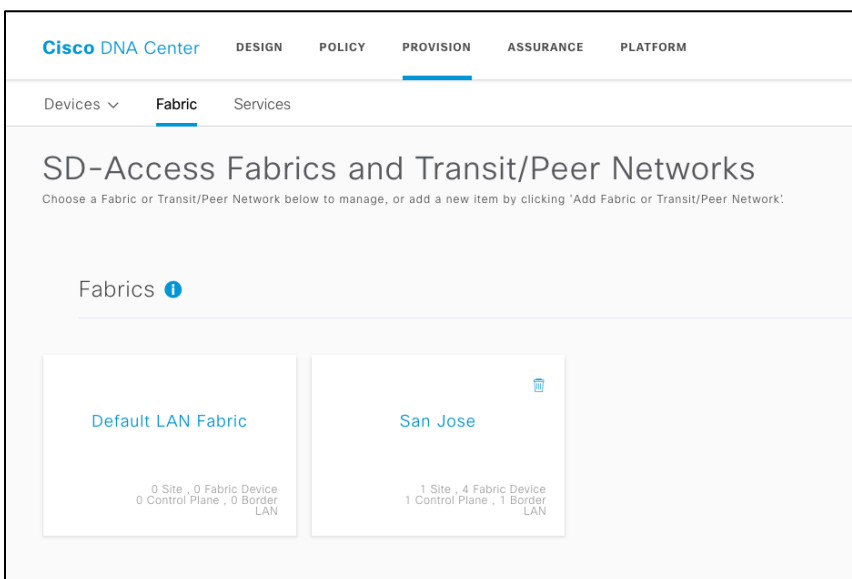 Cisco DNA Center DESIGN POLICY PROVISION ASSURANCE PLATFORM
Devices Fabric Services
SD-Access Fabrics and Transit/Peer Networks
Choose a Fabric or Transit/Peer Network below to manage, or add a new item by clicking 'Add Fabric or Transit/Peer Network'.
Fabrics i
Default LAN Fabric
0 Site , 0 Fabric Device
0 Control Plane , 0 Border
LAN
San Jose
1 Site , 4 Fabric Device
1 Control Plane , 1 Border
LAN